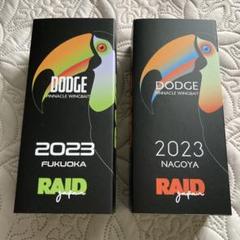 DODGE
PINNACLE WINGBAIT
2023
FUKUOKA
RAID
japan
DODGE
PINNACLE WINGBAIT
2023
NAGOYA
RAID
japan